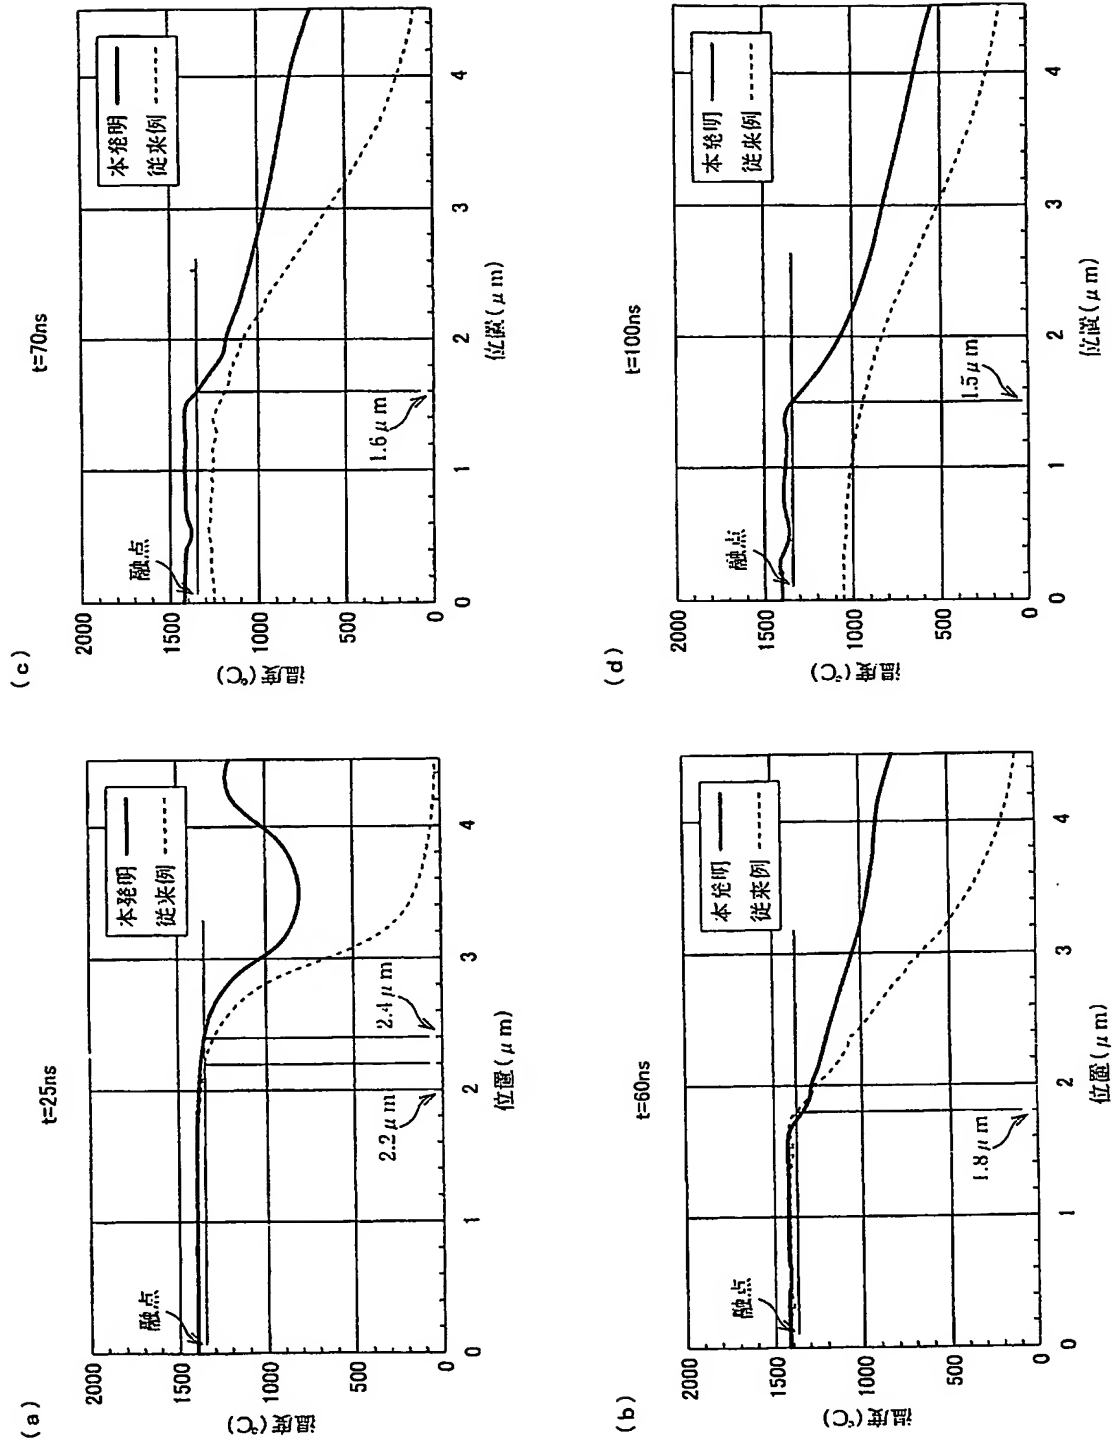 (a)
t=25ns
温度(℃)
2000
1500
1000
500
0
融点
本発明
従来例
2.2μm
2.4μm
0
1
2
3
4
位置(μm)
(b)
t=60ns
温度(℃)
2000
1500
1000
500
0
融点
本発明
従来例
1.8μm
0
1
2
3
4
位置(μm)
(c)
t=70ns
温度(℃)
2000
1500
1000
500
0
融点
本発明
従来例
1.6μm
0
1
2
3
4
位置(μm)
(d)
t=100ns
温度(℃)
2000
1500
1000
500
0
融点
本発明
従来例
1.5μm
0
1
2
3
4
位置(μm)